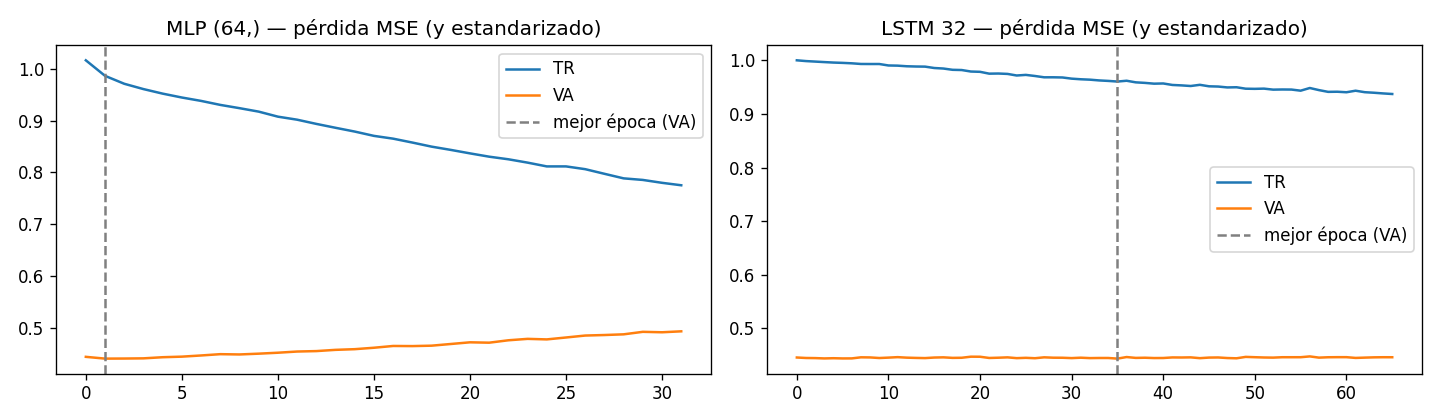 MLP (64,) — pérdida MSE (y estandarizado)
1.0
0.9
0.8
0.7
0.6
0.5
0 5 10 15 20 25 30
TR
VA
mejor época (VA)
LSTM 32 — pérdida MSE (y estandarizado)
1.0
0.9
0.8
0.7
0.6
0.5
0 10 20 30 40 50 60
TR
VA
mejor época (VA)